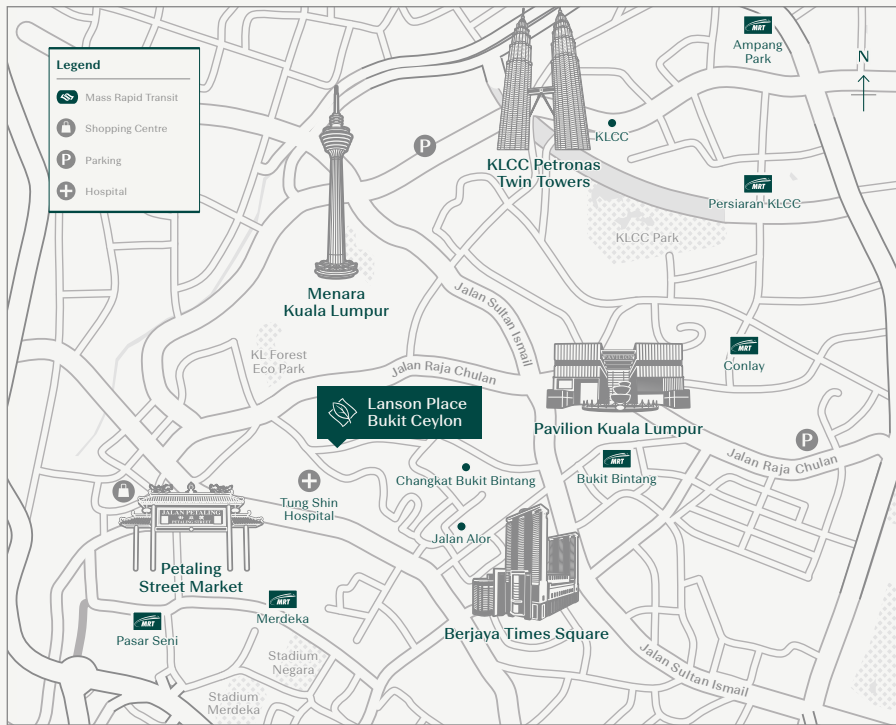 Legend
Mass Rapid Transit
Shopping Centre
P
Parking
Hospital
MRT
Ampang
Park
N
P
KLCC
KLCC Petronas
Twin Towers
MRT
Persiaran KLCC
KLCC Park
Menara
Kuala Lumpur
Jalan Sultan Ismail
KL Forest
Eco Park
Jalan Raja Chulan
MRT
Conlay
PAVILION
Lanson Place
Bukit Ceylon
Pavilion Kuala Lumpur
P
Jalan Raja Chulan
MRT
Bukit Bintang
Changkat Bukit Bintang
Tung Shin
Hospital
JALAN PETALING
Jalan Alor
Petaling
Street Market
MRT
Merdeka
MRT
Pasar Seni
Berjaya Times Square
Stadium
Negara
Jalan Sultan Ismail
Stadium
Merdeka